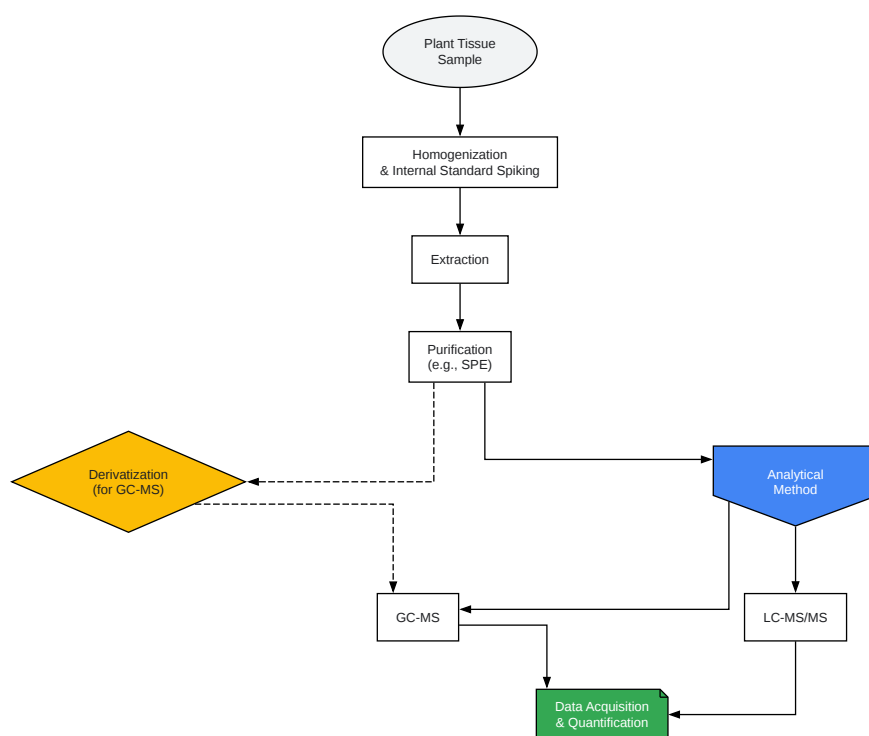 Plant Tissue
Sample
Homogenization
& Internal Standard Spiking
Extraction
Purification
(e.g., SPE)
Derivatization
(for GC-MS)
Analytical
Method
GC-MS
LC-MS/MS
Data Acquisition
& Quantification